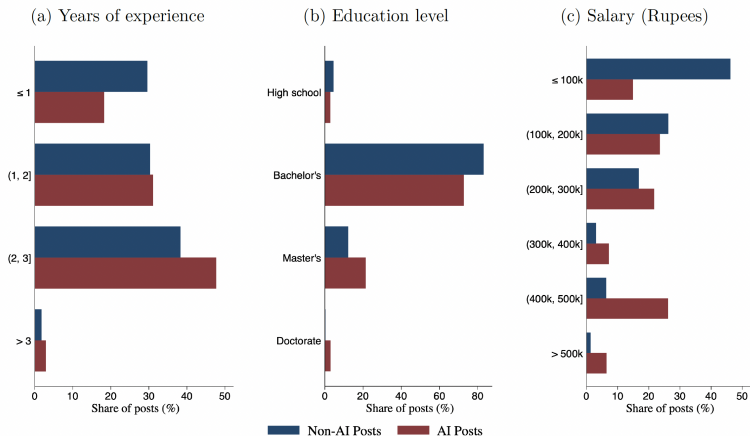 (a) Years of experience
≤ 1
(1, 2]
(2, 3]
> 3
0 10 20 30 40 50
Share of posts (%)
(b) Education level
High school
Bachelor's
Master's
Doctorate
0 20 40 60 80
Share of posts (%)
(c) Salary (Rupees)
≤ 100k
(100k, 200k]
(200k, 300k]
(300k, 400k]
(400k, 500k]
> 500k
0 10 20 30 40 50
Share of posts (%)
Non-AI Posts AI Posts